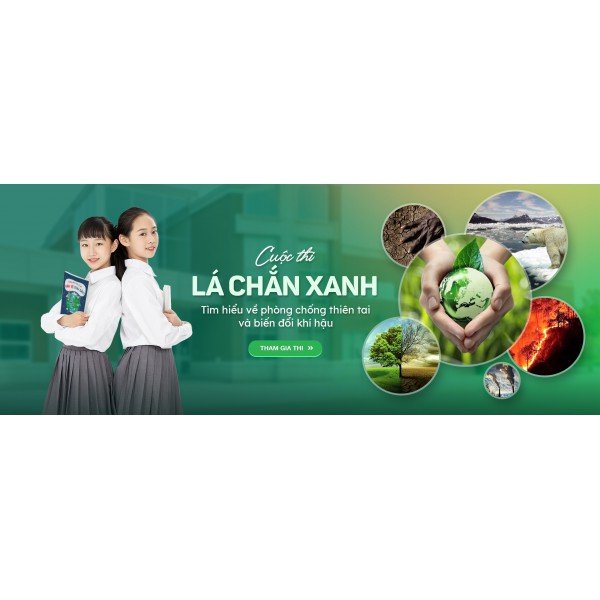 Cuộc thi
LÁ CHẮN XANH
Tìm hiểu về phòng chống thiên tai
và biến đổi khí hậu
THAM GIA THI »